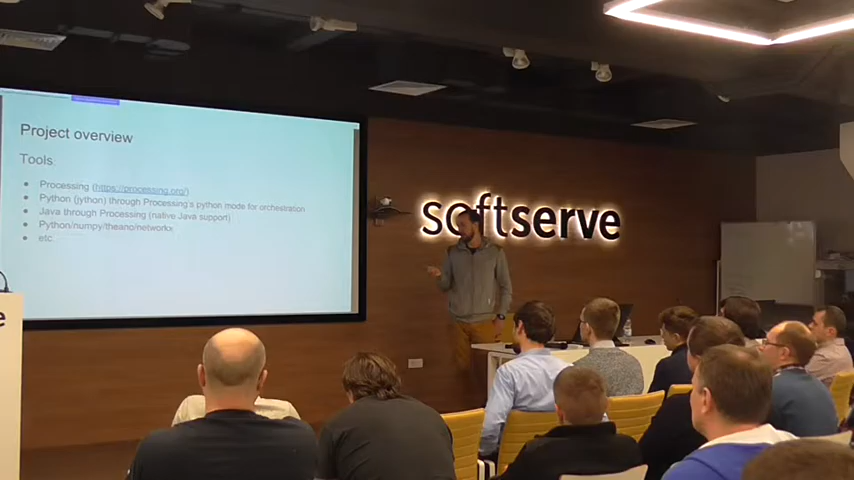 Project overview
Tools
Processing (https://processing.org/)
Python (jython) through Processing's python mode for orchestration
Java through Processing (native Java support)
Python/numpy/theano/networkx
etc
softserve
e